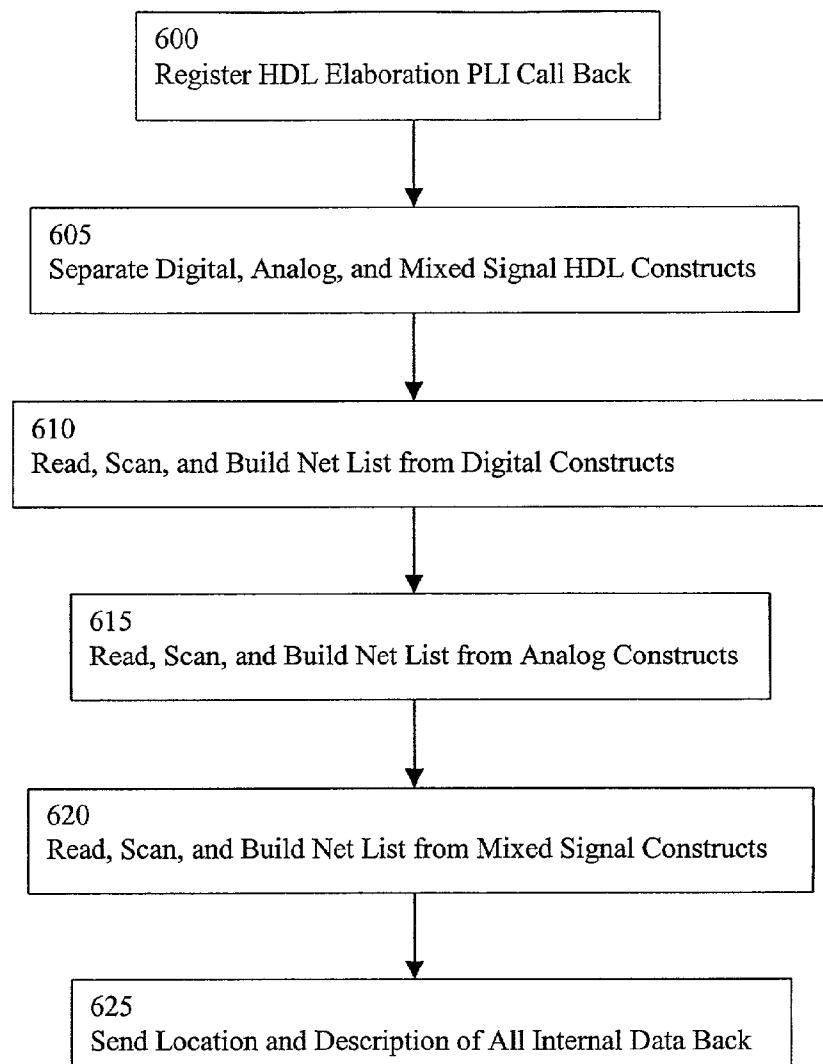 600
Register HDL Elaboration PLI Call Back
605
Separate Digital, Analog, and Mixed Signal HDL Constructs
610
Read, Scan, and Build Net List from Digital Constructs
615
Read, Scan, and Build Net List from Analog Constructs
620
Read, Scan, and Build Net List from Mixed Signal Constructs
625
Send Location and Description of All Internal Data Back